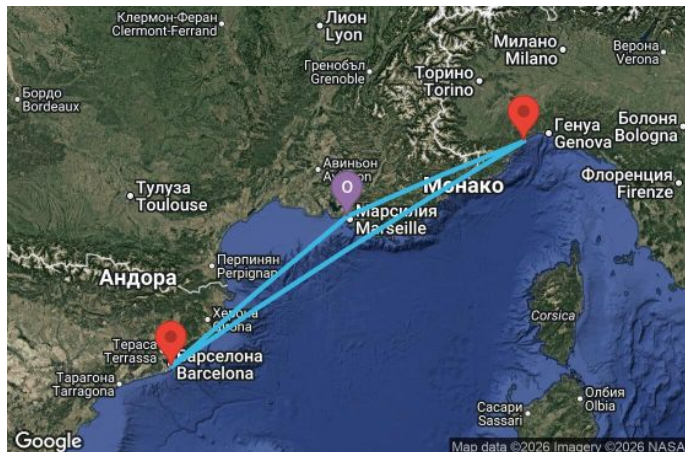 Клермон-Феран
Clermont-Ferrand
Лион
Lyon
Милано
Milano
Верона
Verona
Гренобъл
Grenoble
Торино
Torino
Бордо
Bordeaux
Генуа
Genova
Болоня
Bologna
Авиньон
Тулуза
Toulouse
Монако
Флоренция
Firenze
O
Марсилия
Marseille
Перпинян
Perpignan
Андора
Corsica
Тераса
Terrassa
Барселона
Barcelona
Тарагона
Tarragona
Олбия
Olbia
Сасари
Sassari
Google
Map data ©2026 Imagery ©2026 NASA